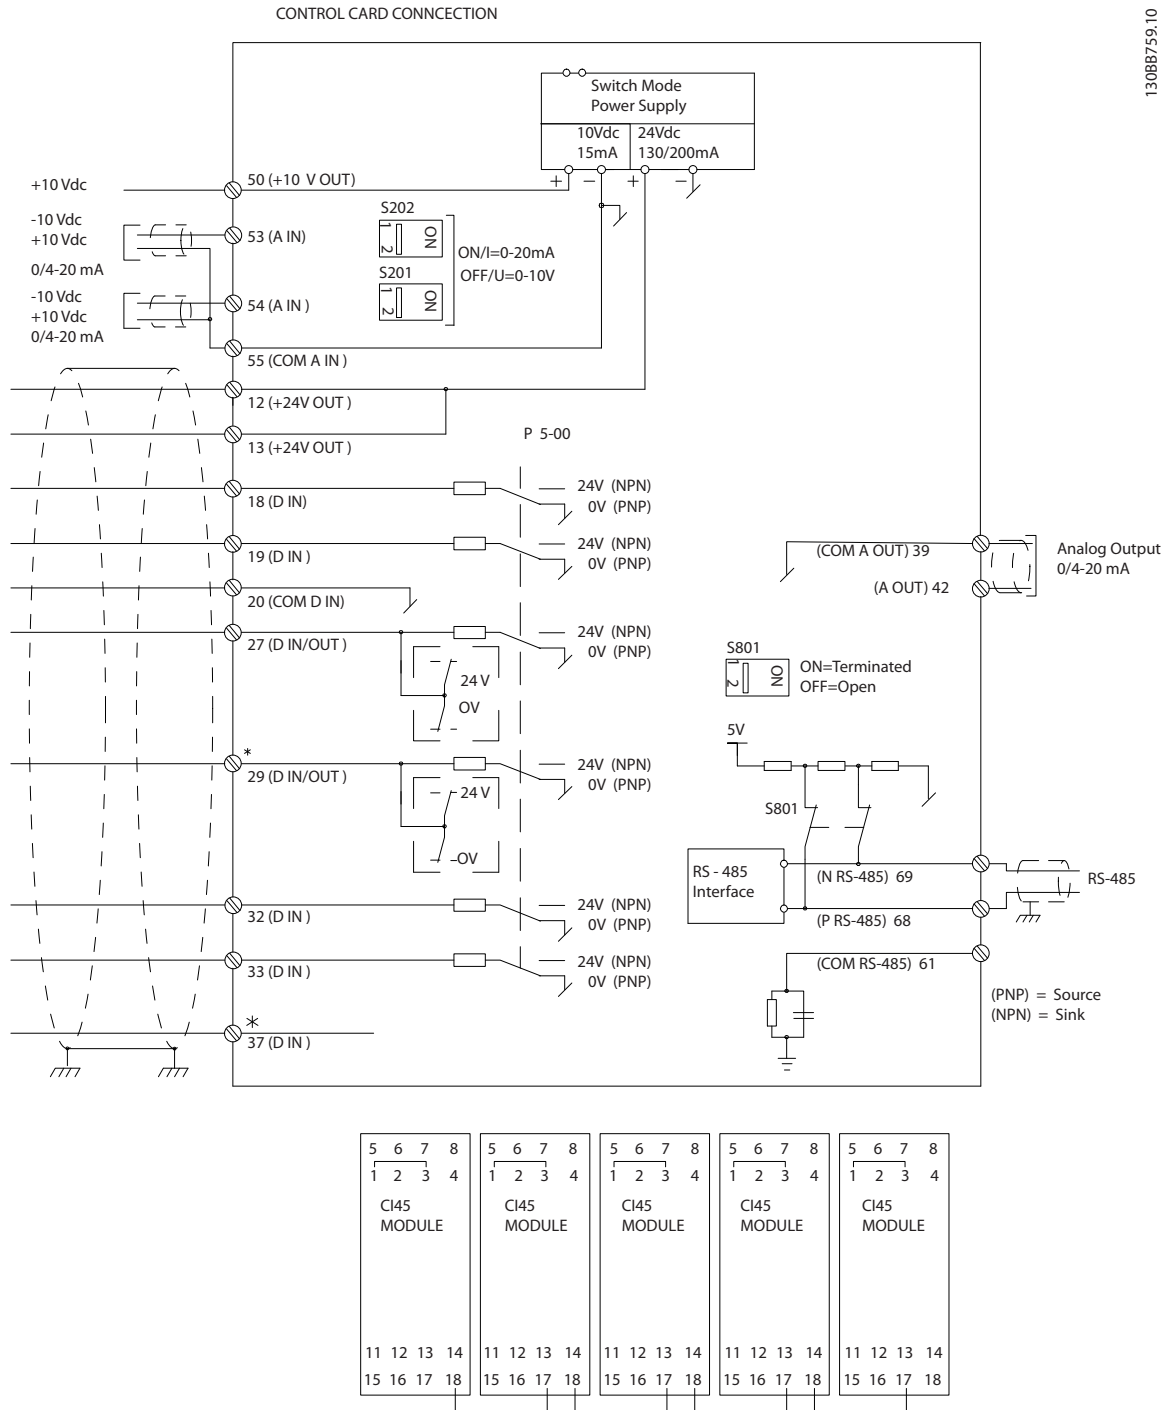 CONTROL CARD CONNCECTION
130BB759.10
Switch Mode
Power Supply
10Vdc
15mA
24Vdc
130/200mA
+ − + −
+10 Vdc
50 (+10 V OUT)
-10 Vdc
+10 Vdc
0/4-20 mA
53 (A IN)
S202
1 2 ON
ON/I=0-20mA
OFF/U=0-10V
S201
1 2 ON
-10 Vdc
+10 Vdc
0/4-20 mA
54 (A IN )
55 (COM A IN )
12 (+24V OUT )
13 (+24V OUT )
P 5-00
18 (D IN)
24V (NPN)
0V (PNP)
19 (D IN )
24V (NPN)
0V (PNP)
20 (COM D IN)
27 (D IN/OUT )
24V (NPN)
0V (PNP)
24 V
OV
*
29 (D IN/OUT )
24V (NPN)
0V (PNP)
24 V
OV
32 (D IN )
24V (NPN)
0V (PNP)
33 (D IN )
24V (NPN)
0V (PNP)
*
37 (D IN )
(COM A OUT) 39
(A OUT) 42
Analog Output
0/4-20 mA
S801
1 2 ON
ON=Terminated
OFF=Open
5V
S801
RS - 485
Interface
(N RS-485) 69
(P RS-485) 68
RS-485
(COM RS-485) 61
(PNP) = Source
(NPN) = Sink
5 6 7 8
1 2 3 4
CI45
MODULE
11 12 13 14
15 16 17 18
5 6 7 8
1 2 3 4
CI45
MODULE
11 12 13 14
15 16 17 18
5 6 7 8
1 2 3 4
CI45
MODULE
11 12 13 14
15 16 17 18
5 6 7 8
1 2 3 4
CI45
MODULE
11 12 13 14
15 16 17 18
5 6 7 8
1 2 3 4
CI45
MODULE
11 12 13 14
15 16 17 18